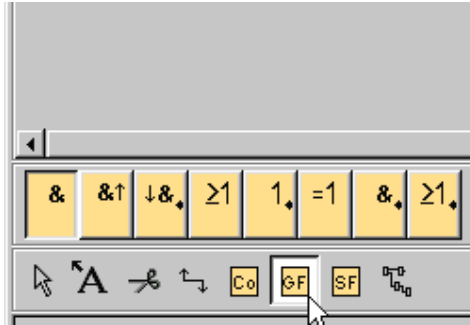 & &↑ ↓& ≥1 1 =1 & ≥1
A Co GF SF